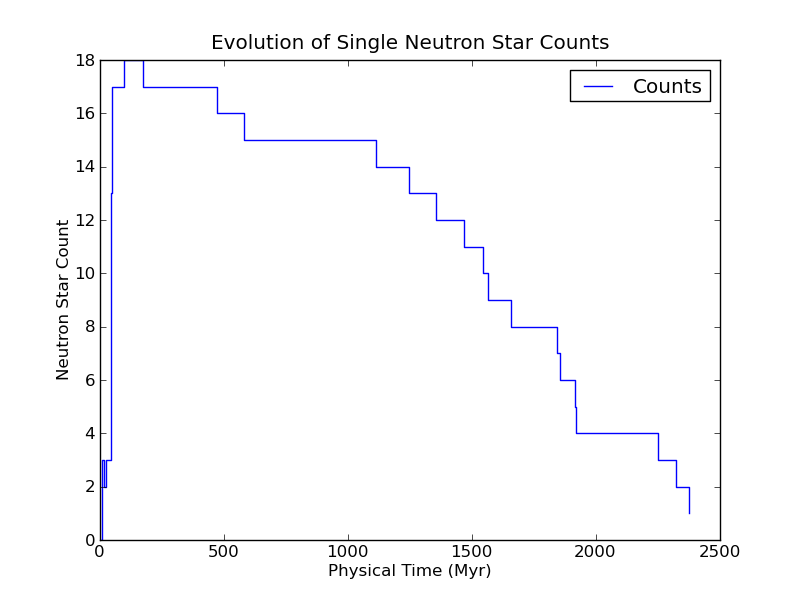 Evolution of Single Neutron Star Counts
Counts
18
16
14
12
10
8
6
4
2
0
Neutron Star Count
0 500 1000 1500 2000 2500
Physical Time (Myr)